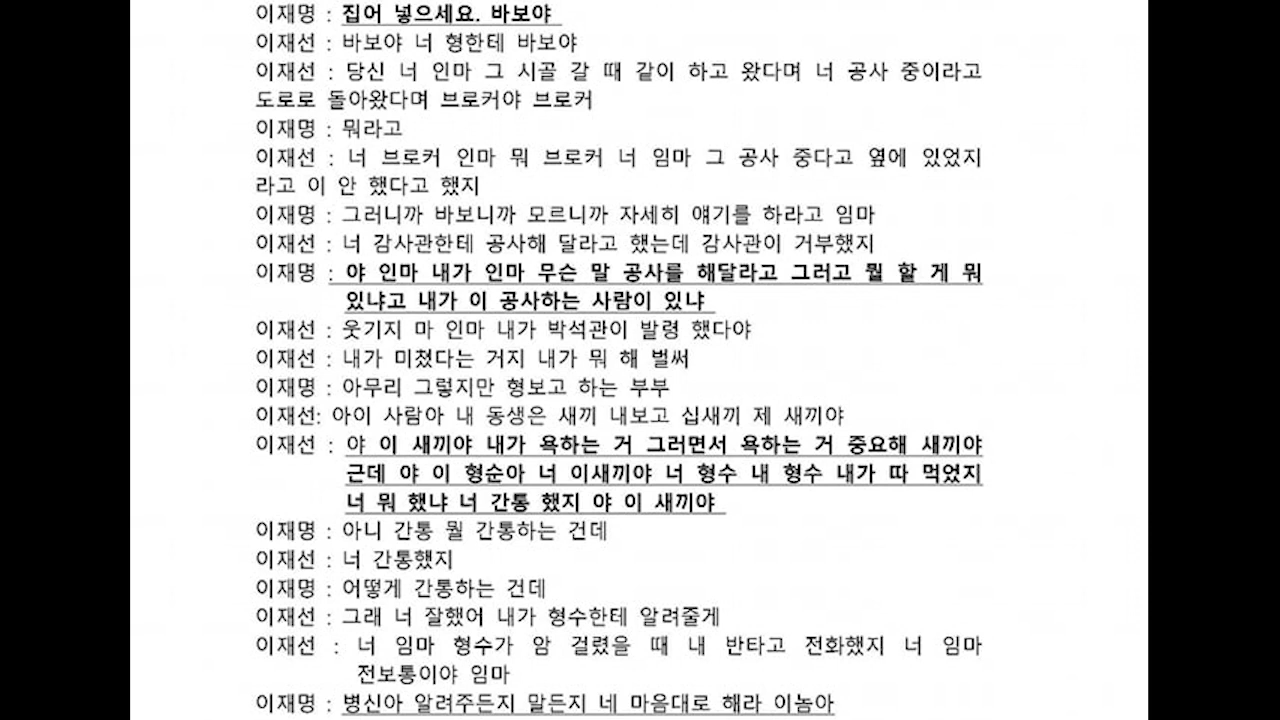 이재명 : 집어 넣으세요. 바보야
이재선 : 바보야 너 형한테 바보야
이재선 : 당신 너 인마 그 시골 갈 때 같이 하고 왔다며 너 공사 중이라고
도로로 돌아왔다며 브로커야 브로커
이재명 : 뭐라고
이재선 : 너 브로커 인마 뭐 브로커 너 임마 그 공사 중다고 옆에 있었지
라고 이 안 했다고 했지
이재명 : 그러니까 바보니까 모르니까 자세히 얘기를 하라고 임마
이재선 : 너 감사관한테 공사해 달라고 했는데 감사관이 거부했지
이재명 : 야 인마 내가 인마 무슨 말 공사를 해달라고 그러고 뭘 할 게 뭐
있냐고 내가 이 공사하는 사람이 있냐
이재선 : 웃기지 마 인마 내가 박석관이 발령 했다야
이재선 : 내가 미쳤다는 거지 내가 뭐 해 벌써
이재명 : 아무리 그렇지만 형보고 하는 부부
이재선: 아이 사람아 내 동생은 새끼 내보고 십새끼 제 새끼야
이재선 : 야 이 새끼야 내가 욕하는 거 그러면서 욕하는 거 중요해 새끼야
근데 야 이 형순아 너 이새끼야 너 형수 내 형수 내가 따 먹었지
너 뭐 했냐 너 간통 했지 야 이 새끼야
이재명 : 아니 간통 뭘 간통하는 건데
이재선 : 너 간통했지
이재명 : 어떻게 간통하는 건데
이재선 : 그래 너 잘했어 내가 형수한테 알려줄게
이재선 : 너 임마 형수가 암 걸렸을 때 내 반타고 전화했지 너 임마
전보통이야 임마
이재명 : 병신아 알려주든지 말든지 네 마음대로 해라 이놈아